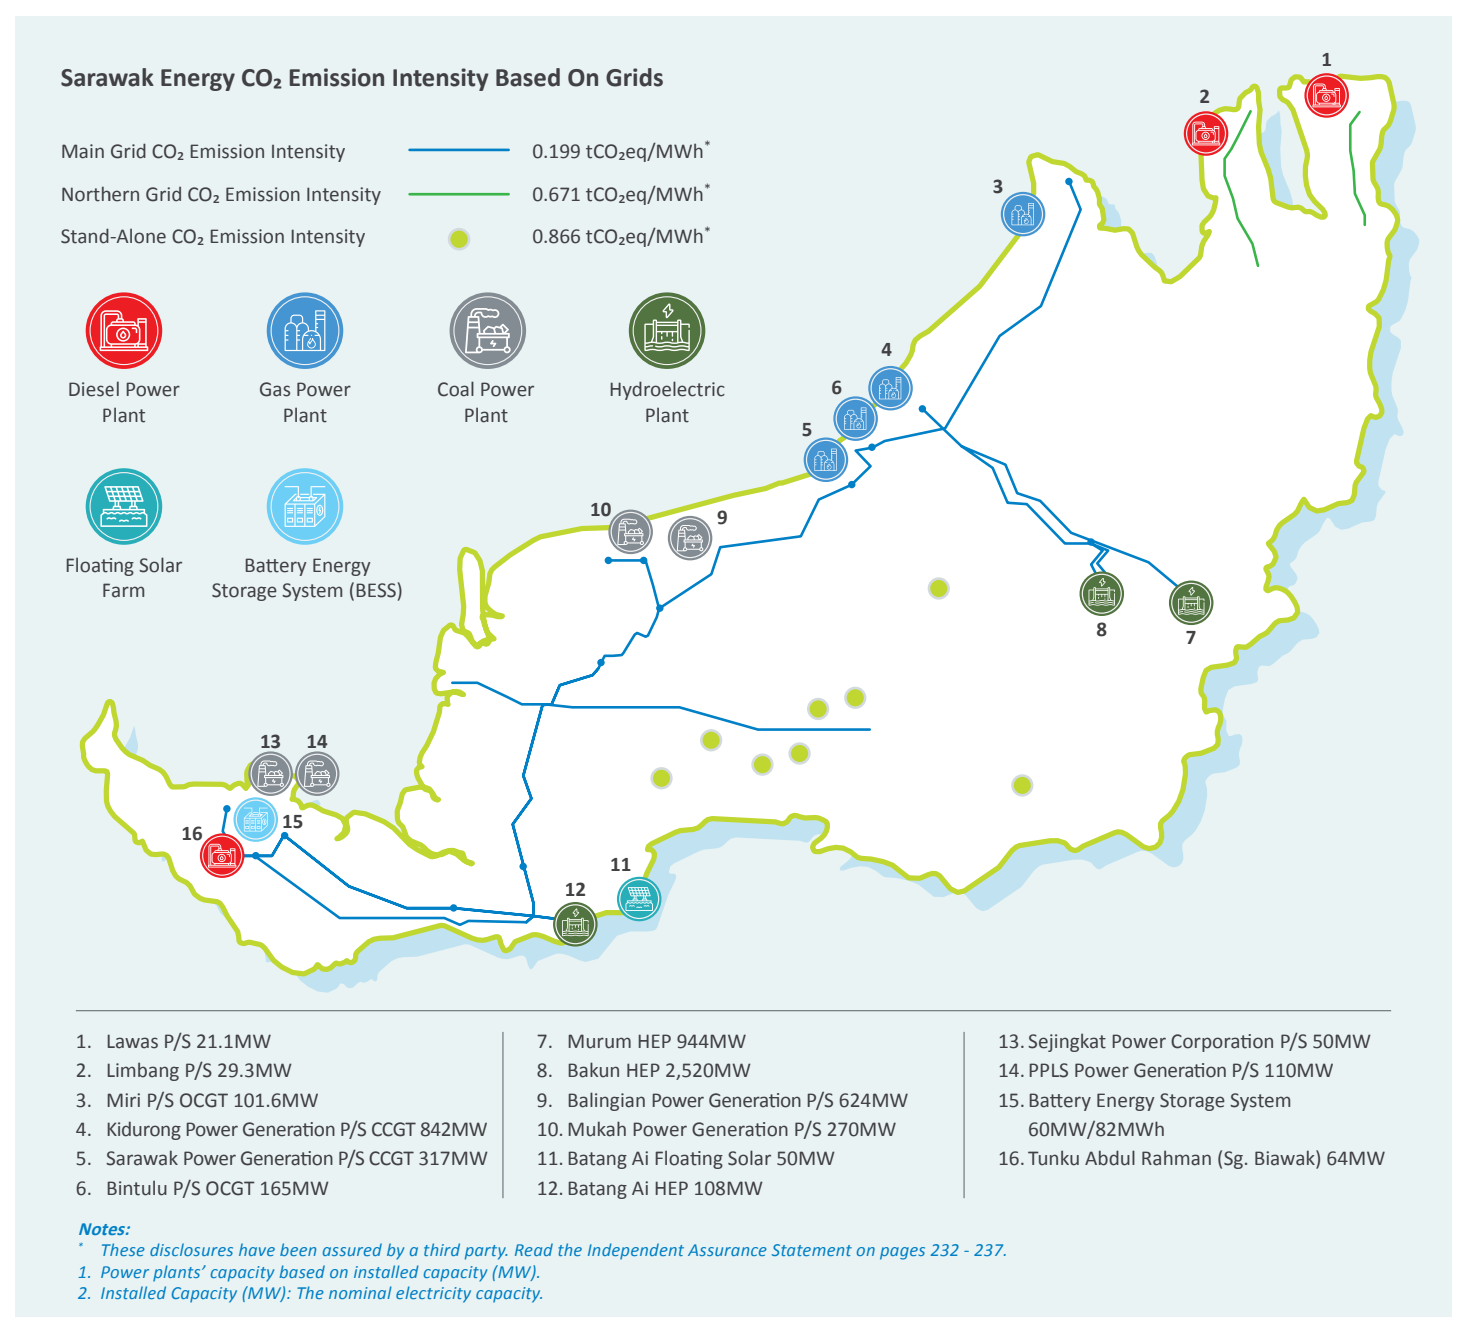 Sarawak Energy CO₂ Emission Intensity Based On Grids
Main Grid CO₂ Emission Intensity 0.199 tCO₂eq/MWh*
Northern Grid CO₂ Emission Intensity 0.671 tCO₂eq/MWh*
Stand-Alone CO₂ Emission Intensity 0.866 tCO₂eq/MWh*
Diesel Power
Plant
Gas Power
Plant
Coal Power
Plant
Hydroelectric
Plant
Floating Solar
Farm
Battery Energy
Storage System (BESS)
1
2
3
4
6
5
10
9
8
7
13
14
16
15
11
12
1. Lawas P/S 21.1MW
2. Limbang P/S 29.3MW
3. Miri P/S OCGT 101.6MW
4. Kidurong Power Generation P/S CCGT 842MW
5. Sarawak Power Generation P/S CCGT 317MW
6. Bintulu P/S OCGT 165MW
7. Murum HEP 944MW
8. Bakun HEP 2,520MW
9. Balingian Power Generation P/S 624MW
10. Mukah Power Generation P/S 270MW
11. Batang Ai Floating Solar 50MW
12. Batang Ai HEP 108MW
13. Sejingkat Power Corporation P/S 50MW
14. PPLS Power Generation P/S 110MW
15. Battery Energy Storage System
60MW/82MWh
16. Tunku Abdul Rahman (Sg. Biawak) 64MW
Notes:
* These disclosures have been assured by a third party. Read the Independent Assurance Statement on pages 232 - 237.
1. Power plants' capacity based on installed capacity (MW).
2. Installed Capacity (MW): The nominal electricity capacity.